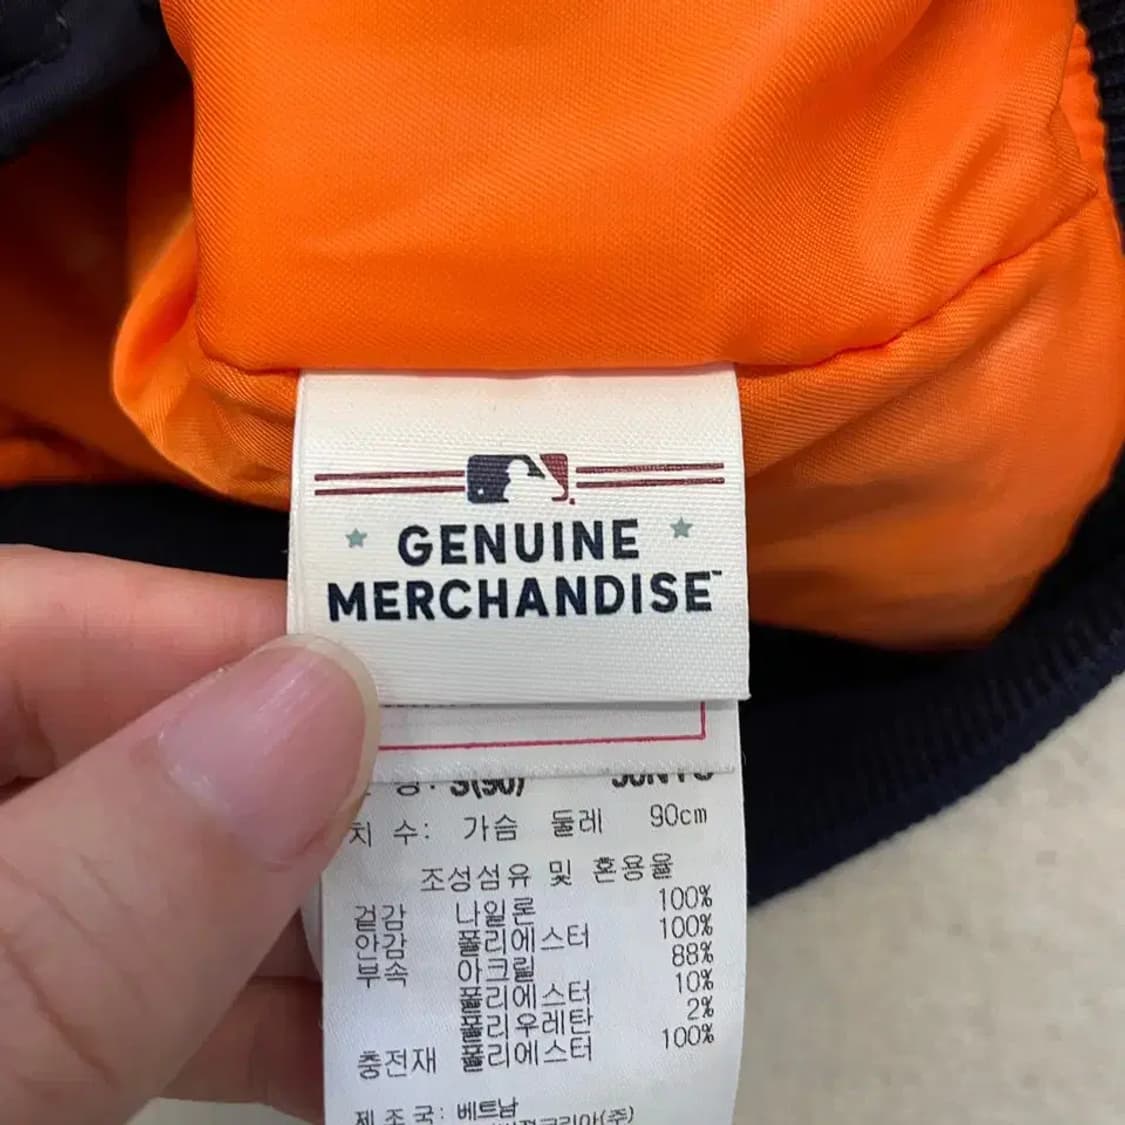 GENUINE
MERCHANDISE™
S(90)
치 수: 가슴 둘레 90cm
조성섬유 및 혼용율
겉감 나일론 100%
안감 폴리에스터 100%
부속 아크릴 88%
폴리에스터 10%
폴리우레탄 2%
충전재 폴리에스터 100%
제 조 국: 베트남